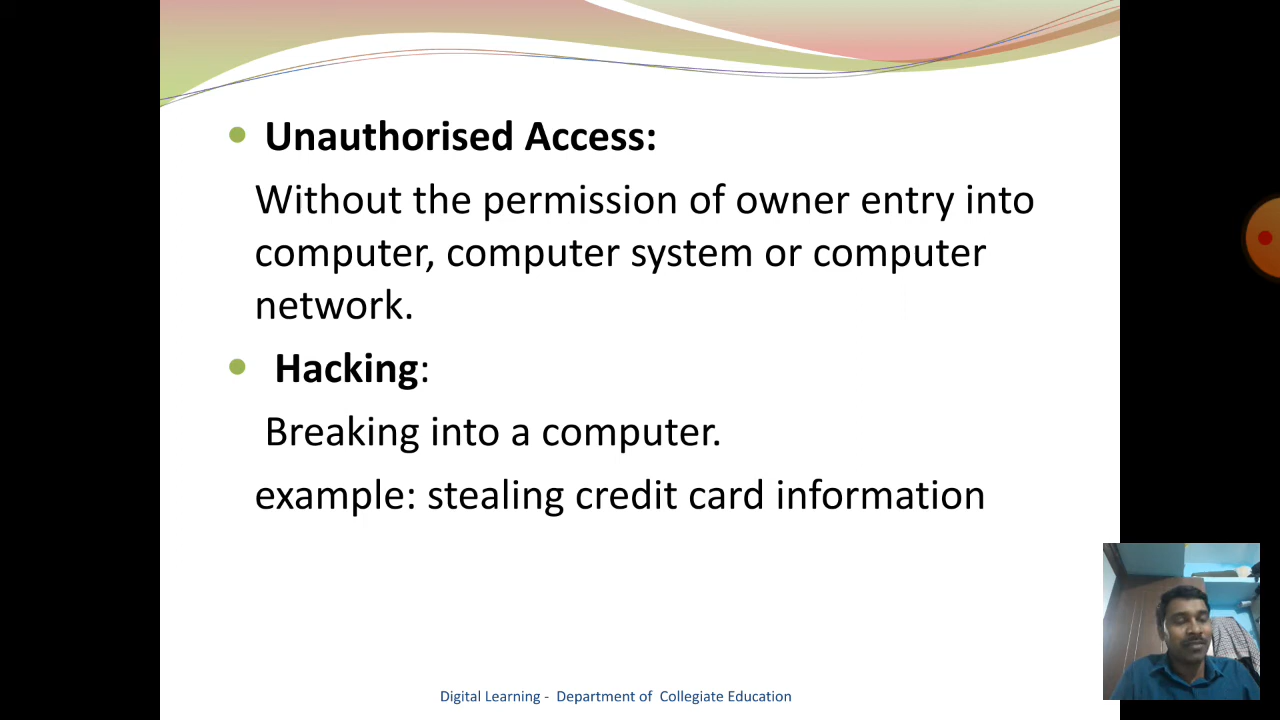 Unauthorised Access:
Without the permission of owner entry into
computer, computer system or computer
network.
Hacking:
Breaking into a computer.
example: stealing credit card information
Digital Learning - Department of Collegiate Education